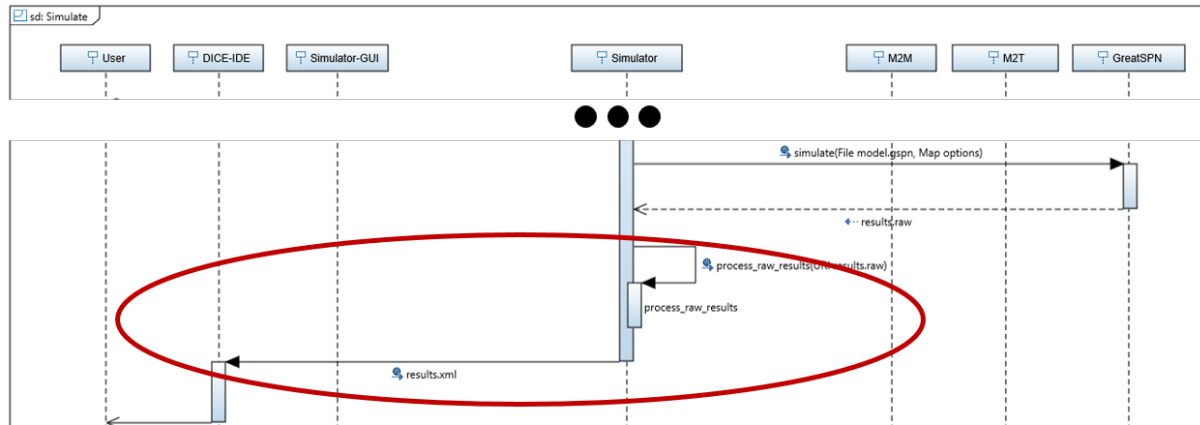 sd: Simulate
User
DICE-IDE
Simulator-GUI
Simulator
M2M
M2T
GreatSPN
simulate(File model.gspn, Map options)
results.raw
process_raw_results(URI results.raw)
process_raw_results
results.xml